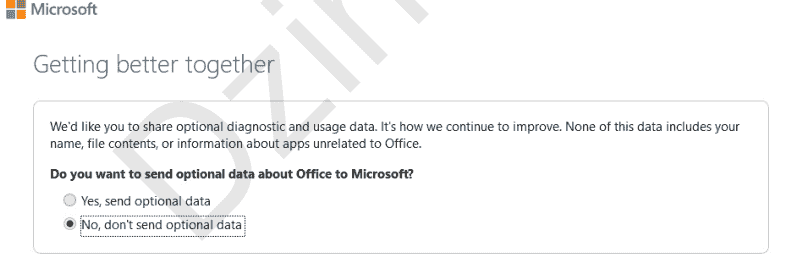 Microsoft
Getting better together
We'd like you to share optional diagnostic and usage data. It's how we continue to improve. None of this data includes your
name, file contents, or information about apps unrelated to Office.
Do you want to send optional data about Office to Microsoft?
Yes, send optional data
No, don't send optional data